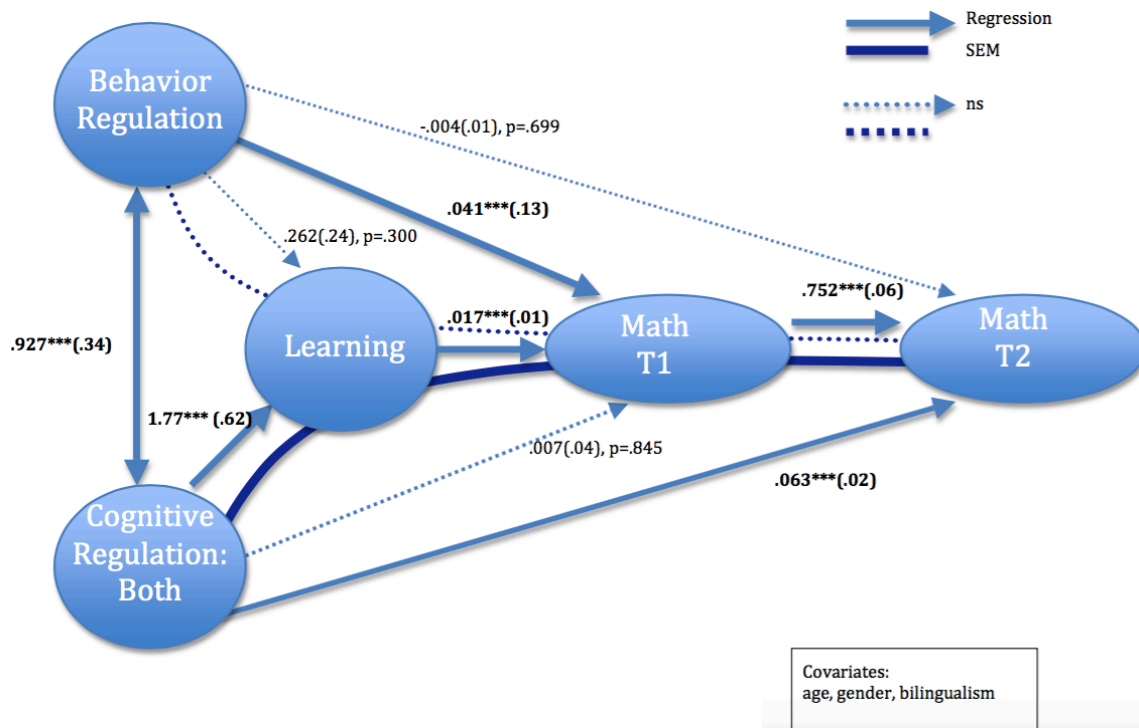 Regression
SEM
ns
Behavior
Regulation
-.004(.01), p=.699
.041***(.13)
.262(.24), p=.300
.927***(.34)
Learning
.017***(.01)
Math
T1
.752***(.06)
Math
T2
1.77*** (.62)
.007(.04), p=.845
.063***(.02)
Cognitive
Regulation:
Both
Covariates:
age, gender, bilingualism